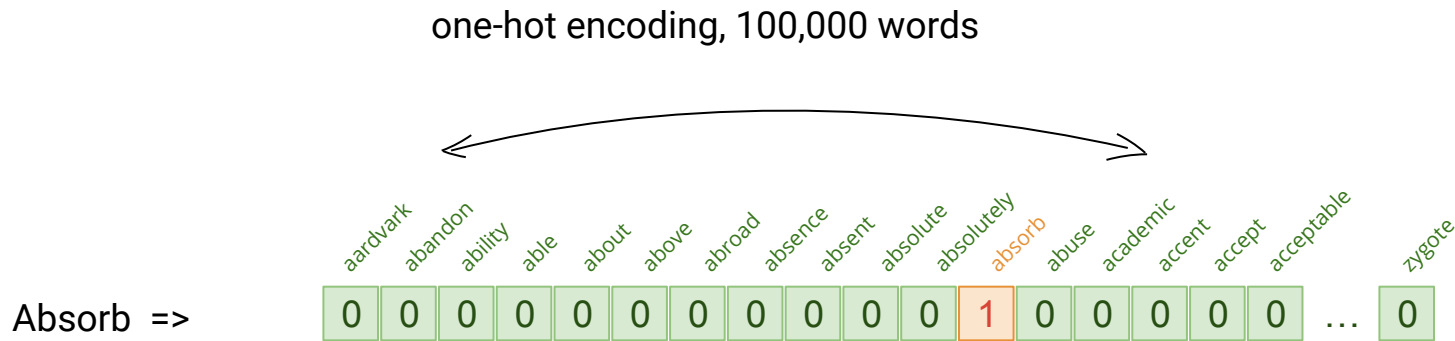 one-hot encoding, 100,000 words
aardvark abandon ability able about above abroad absence absent absolute absolutely absorb abuse academic accent accept acceptable zygote
Absorb => 0 0 0 0 0 0 0 0 0 0 0 1 0 0 0 0 0 ... 0